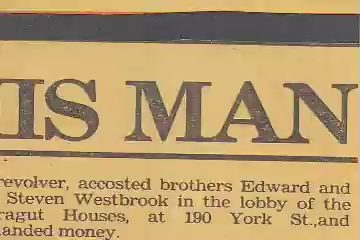 IS MAN
revolver, accosted brothers Edward and
Steven Westbrook in the lobby of the
ragut Houses, at 190 York St.,and
anded money.